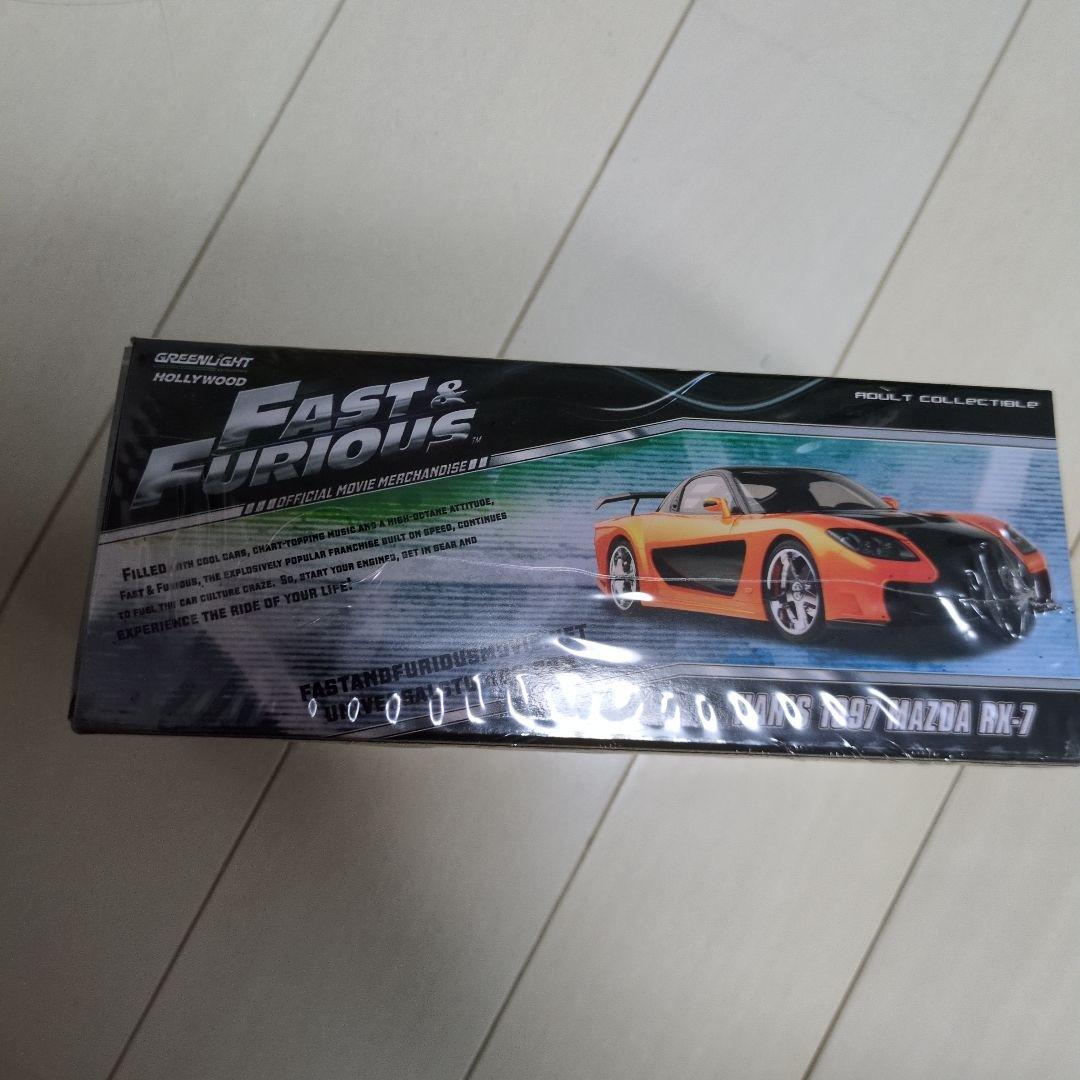 GREENLIGHT
HOLLYWOOD
FAST &
FURIOUS™
OFFICIAL MOVIE MERCHANDISE
ADULT COLLECTIBLE
FILLED WITH COOL CARS, CHART-TOPPING MUSIC AND A HIGH-OCTANE ATTITUDE,
FAST & FURIOUS, THE EXPLOSIVELY POPULAR FRANCHISE BUILT ON SPEED, CONTINUES
TO FUEL THE CAR CULTURE CRAZE. SO, START YOUR ENGINES, GET IN GEAR AND
EXPERIENCE THE RIDE OF YOUR LIFE!
1997 MAZDA RX-7